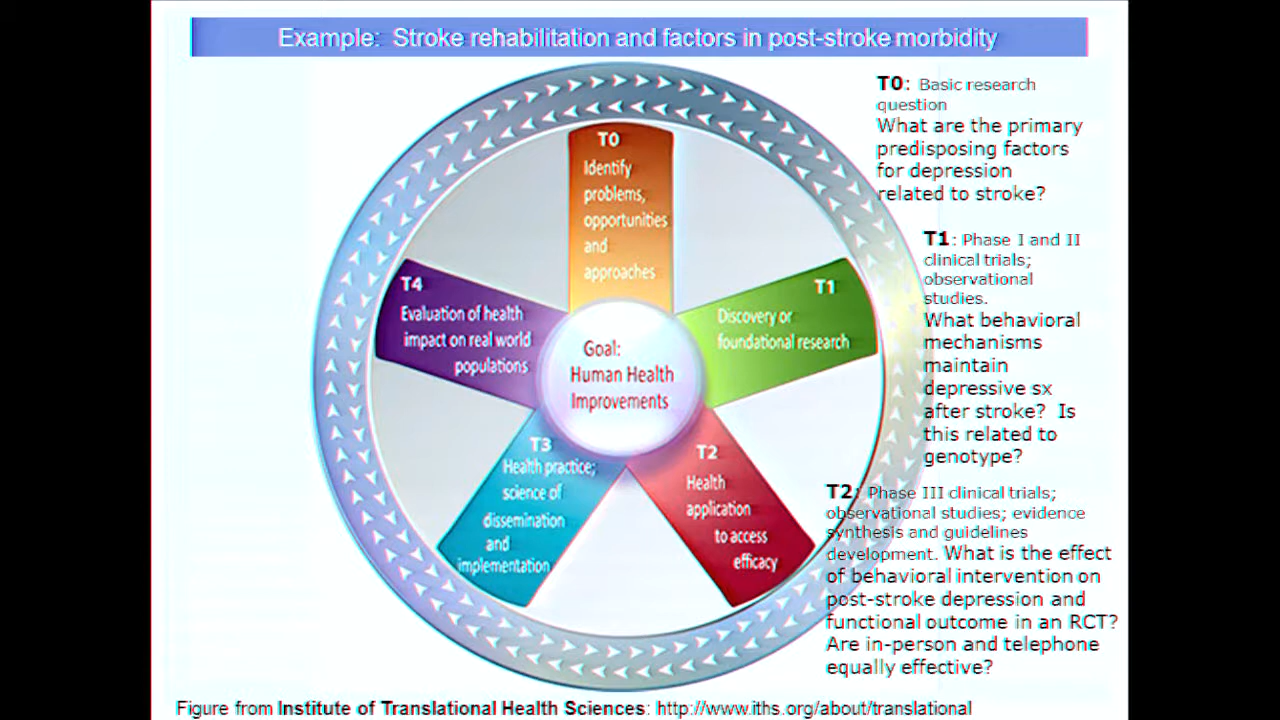 Example:  Stroke rehabilitation and factors in post-stroke morbidity
T0
Identify
problems,
opportunities
and
approaches
T1
Discovery or
foundational research
T2
Health
application
to access
efficacy
T3
Health practice;
science of
dissemination
and
implementation
T4
Evaluation of health
impact on real world
populations
Goal:
Human Health
Improvements
T0: Basic research
question
What are the primary
predisposing factors
for depression
related to stroke?
T1: Phase I and II
clinical trials;
observational
studies.
What behavioral
mechanisms
maintain
depressive sx
after stroke?  Is
this related to
genotype?
T2: Phase III clinical trials;
observational studies; evidence
synthesis and guidelines
development. What is the effect
of behavioral intervention on
post-stroke depression and
functional outcome in an RCT?
Are in-person and telephone
equally effective?
Figure from Institute of Translational Health Sciences: http://www.iths.org/about/translational